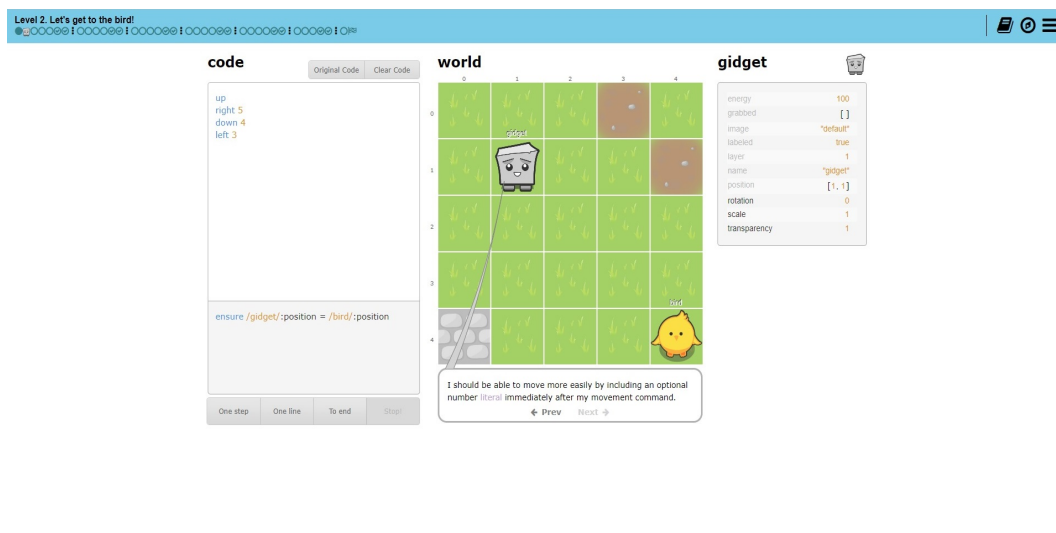 Level 2. Let's get to the bird!
code
Original Code
Clear Code
up
right 5
down 4
left 3
ensure /gidget/:position = /bird/:position
One step
One line
To end
Stop!
world
0 1 2 3 4
0
gidget
1
2
3
bird
4
I should be able to move more easily by including an optional
number literal immediately after my movement command.
Prev
Next
gidget
energy 100
grabbed [ ]
image "default"
labeled true
layer 1
name "gidget"
position [1, 1]
rotation 0
scale 1
transparency 1